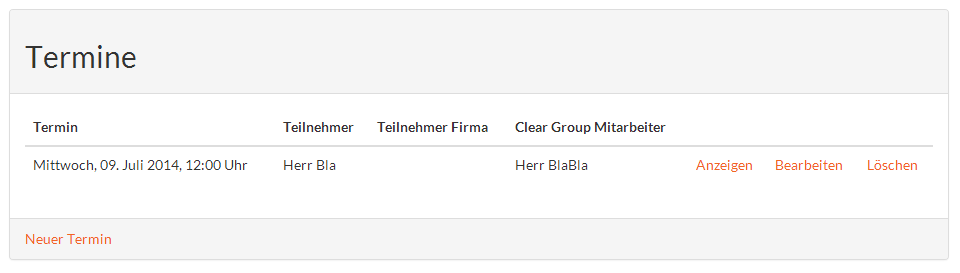 Termine
Termin Teilnehmer Teilnehmer Firma Clear Group Mitarbeiter
Mittwoch, 09. Juli 2014, 12:00 Uhr Herr Bla Herr BlaBla Anzeigen Bearbeiten Löschen
Neuer Termin